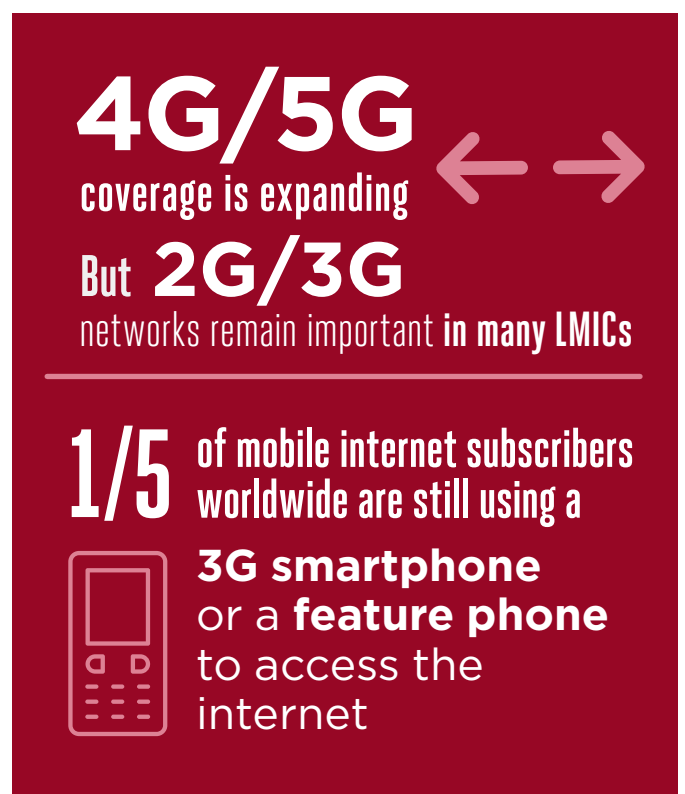 4G/5G
coverage is expanding
But 2G/3G
networks remain important in many LMICs
1/5 of mobile internet subscribers
worldwide are still using a
3G smartphone
or a feature phone
to access the
internet